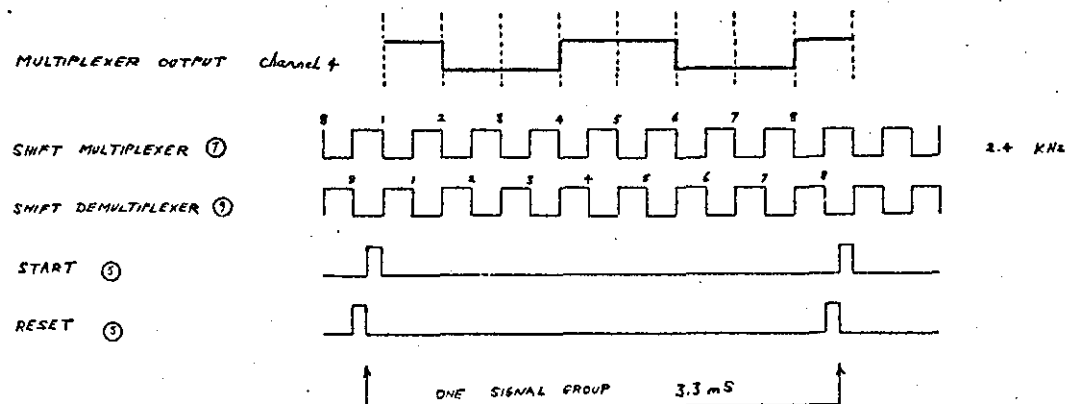 MULTIPLEXER OUTPUT Channel 4
8 1 2 3 4 5 6 7 8
SHIFT MULTIPLEXER ⑦ 2.4 KHz
9 1 2 3 4 5 6 7 8
SHIFT DEMULTIPLEXER ⑨
START ⑤
RESET ⑤
ONE SIGNAL GROUP 3.3 mS